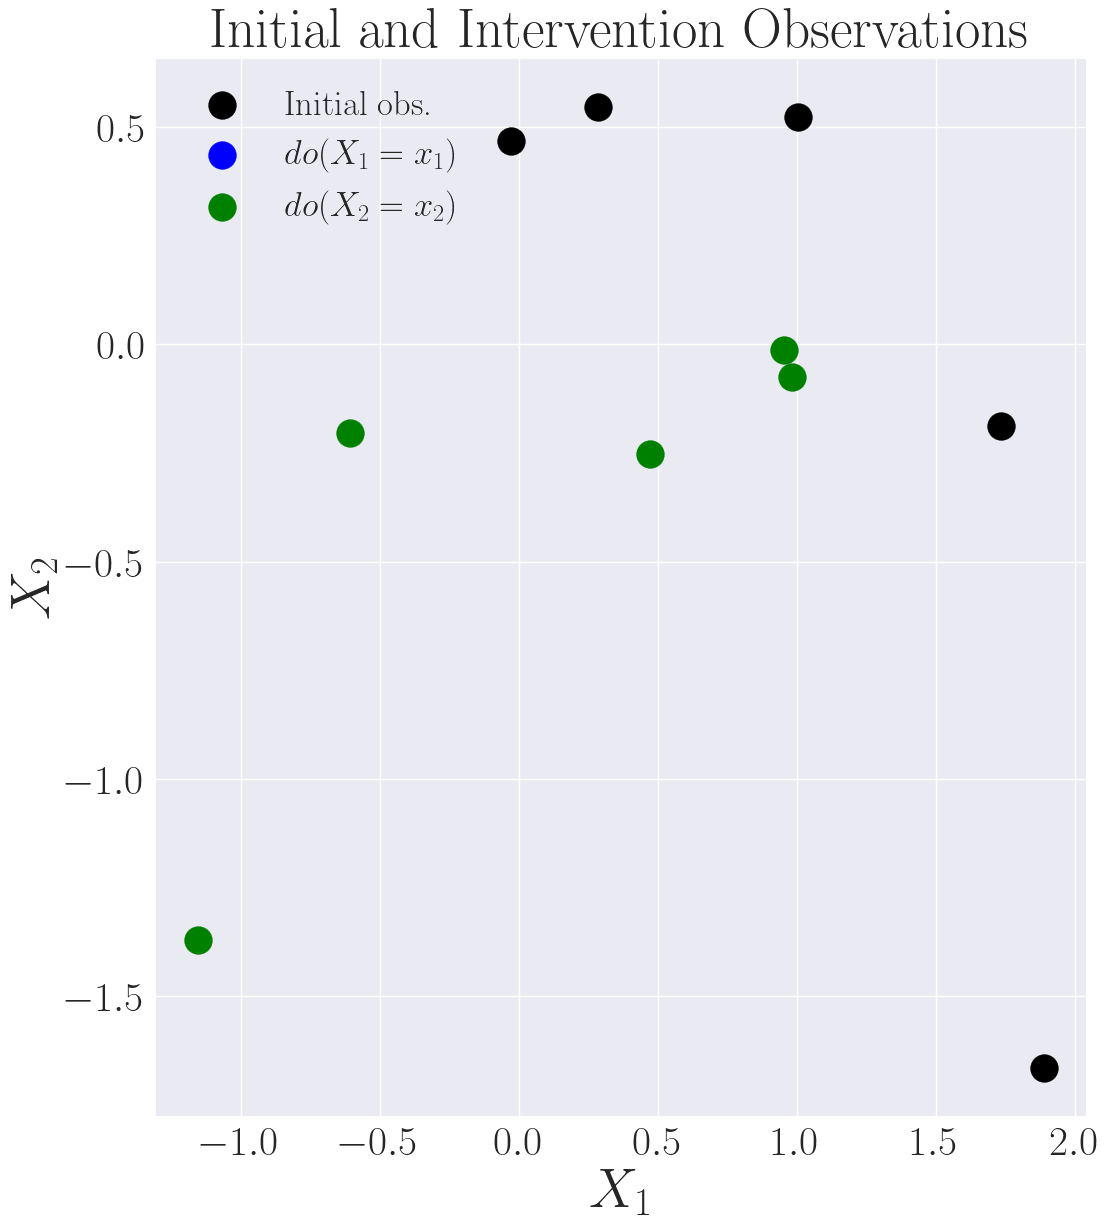 Initial and Intervention Observations
Initial obs.
do(X₁ = x₁)
do(X₂ = x₂)
0.5
0.0
−0.5
−1.0
−1.5
X₂
−1.0 −0.5 0.0 0.5 1.0 1.5 2.0
X₁